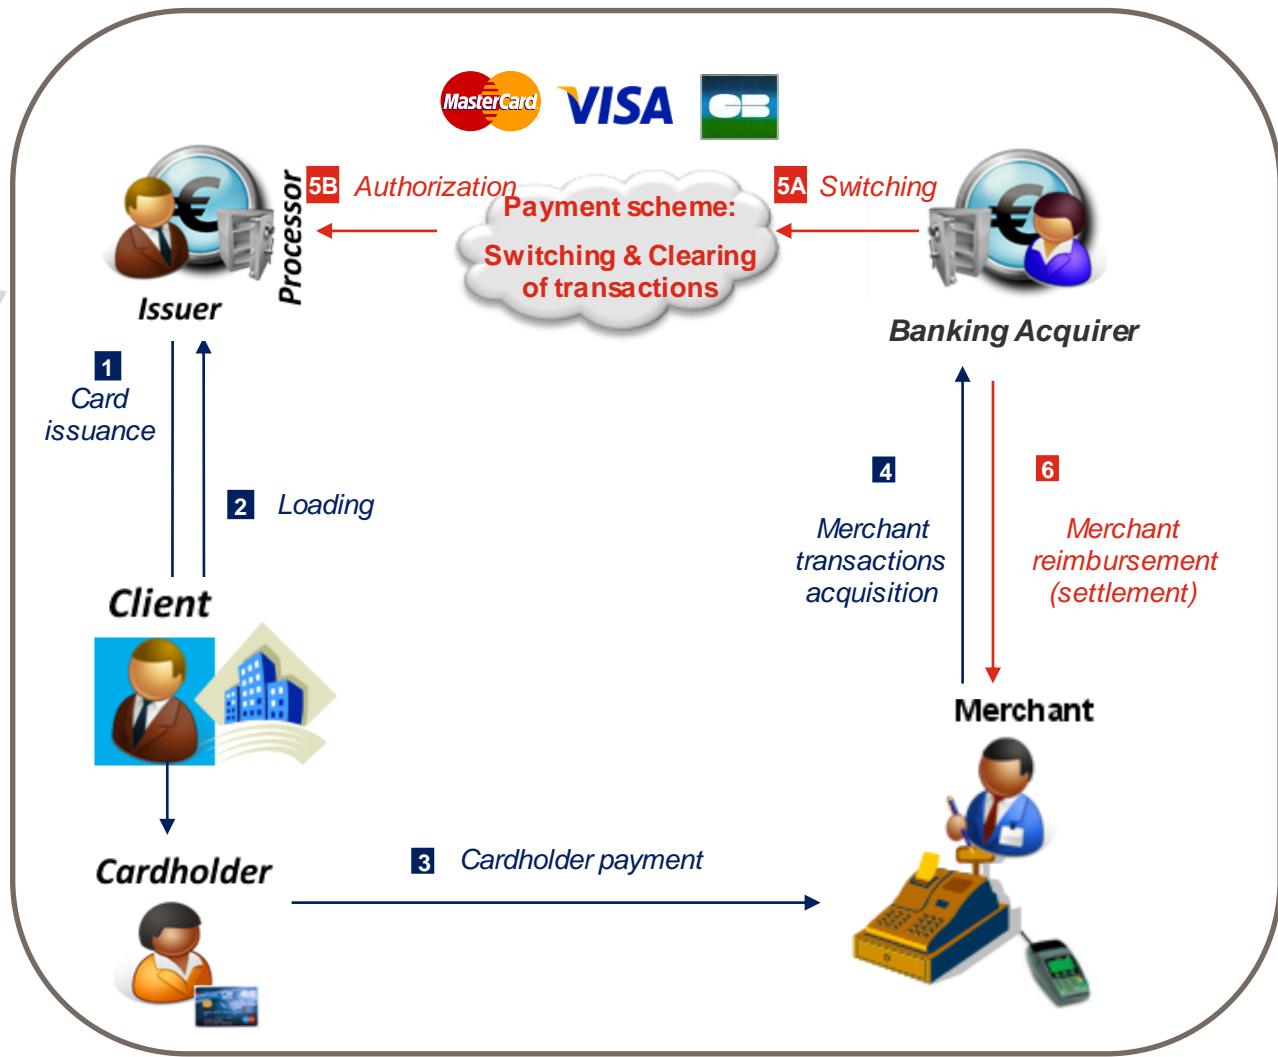 MasterCard VISA CB
5B Authorization
5A Switching
Payment scheme:
Switching & Clearing
of transactions
Processor
Issuer
Banking Acquirer
1
Card
issuance
2 Loading
4
Merchant
transactions
acquisition
6
Merchant
reimbursement
(settlement)
Client
Merchant
Cardholder
3 Cardholder payment